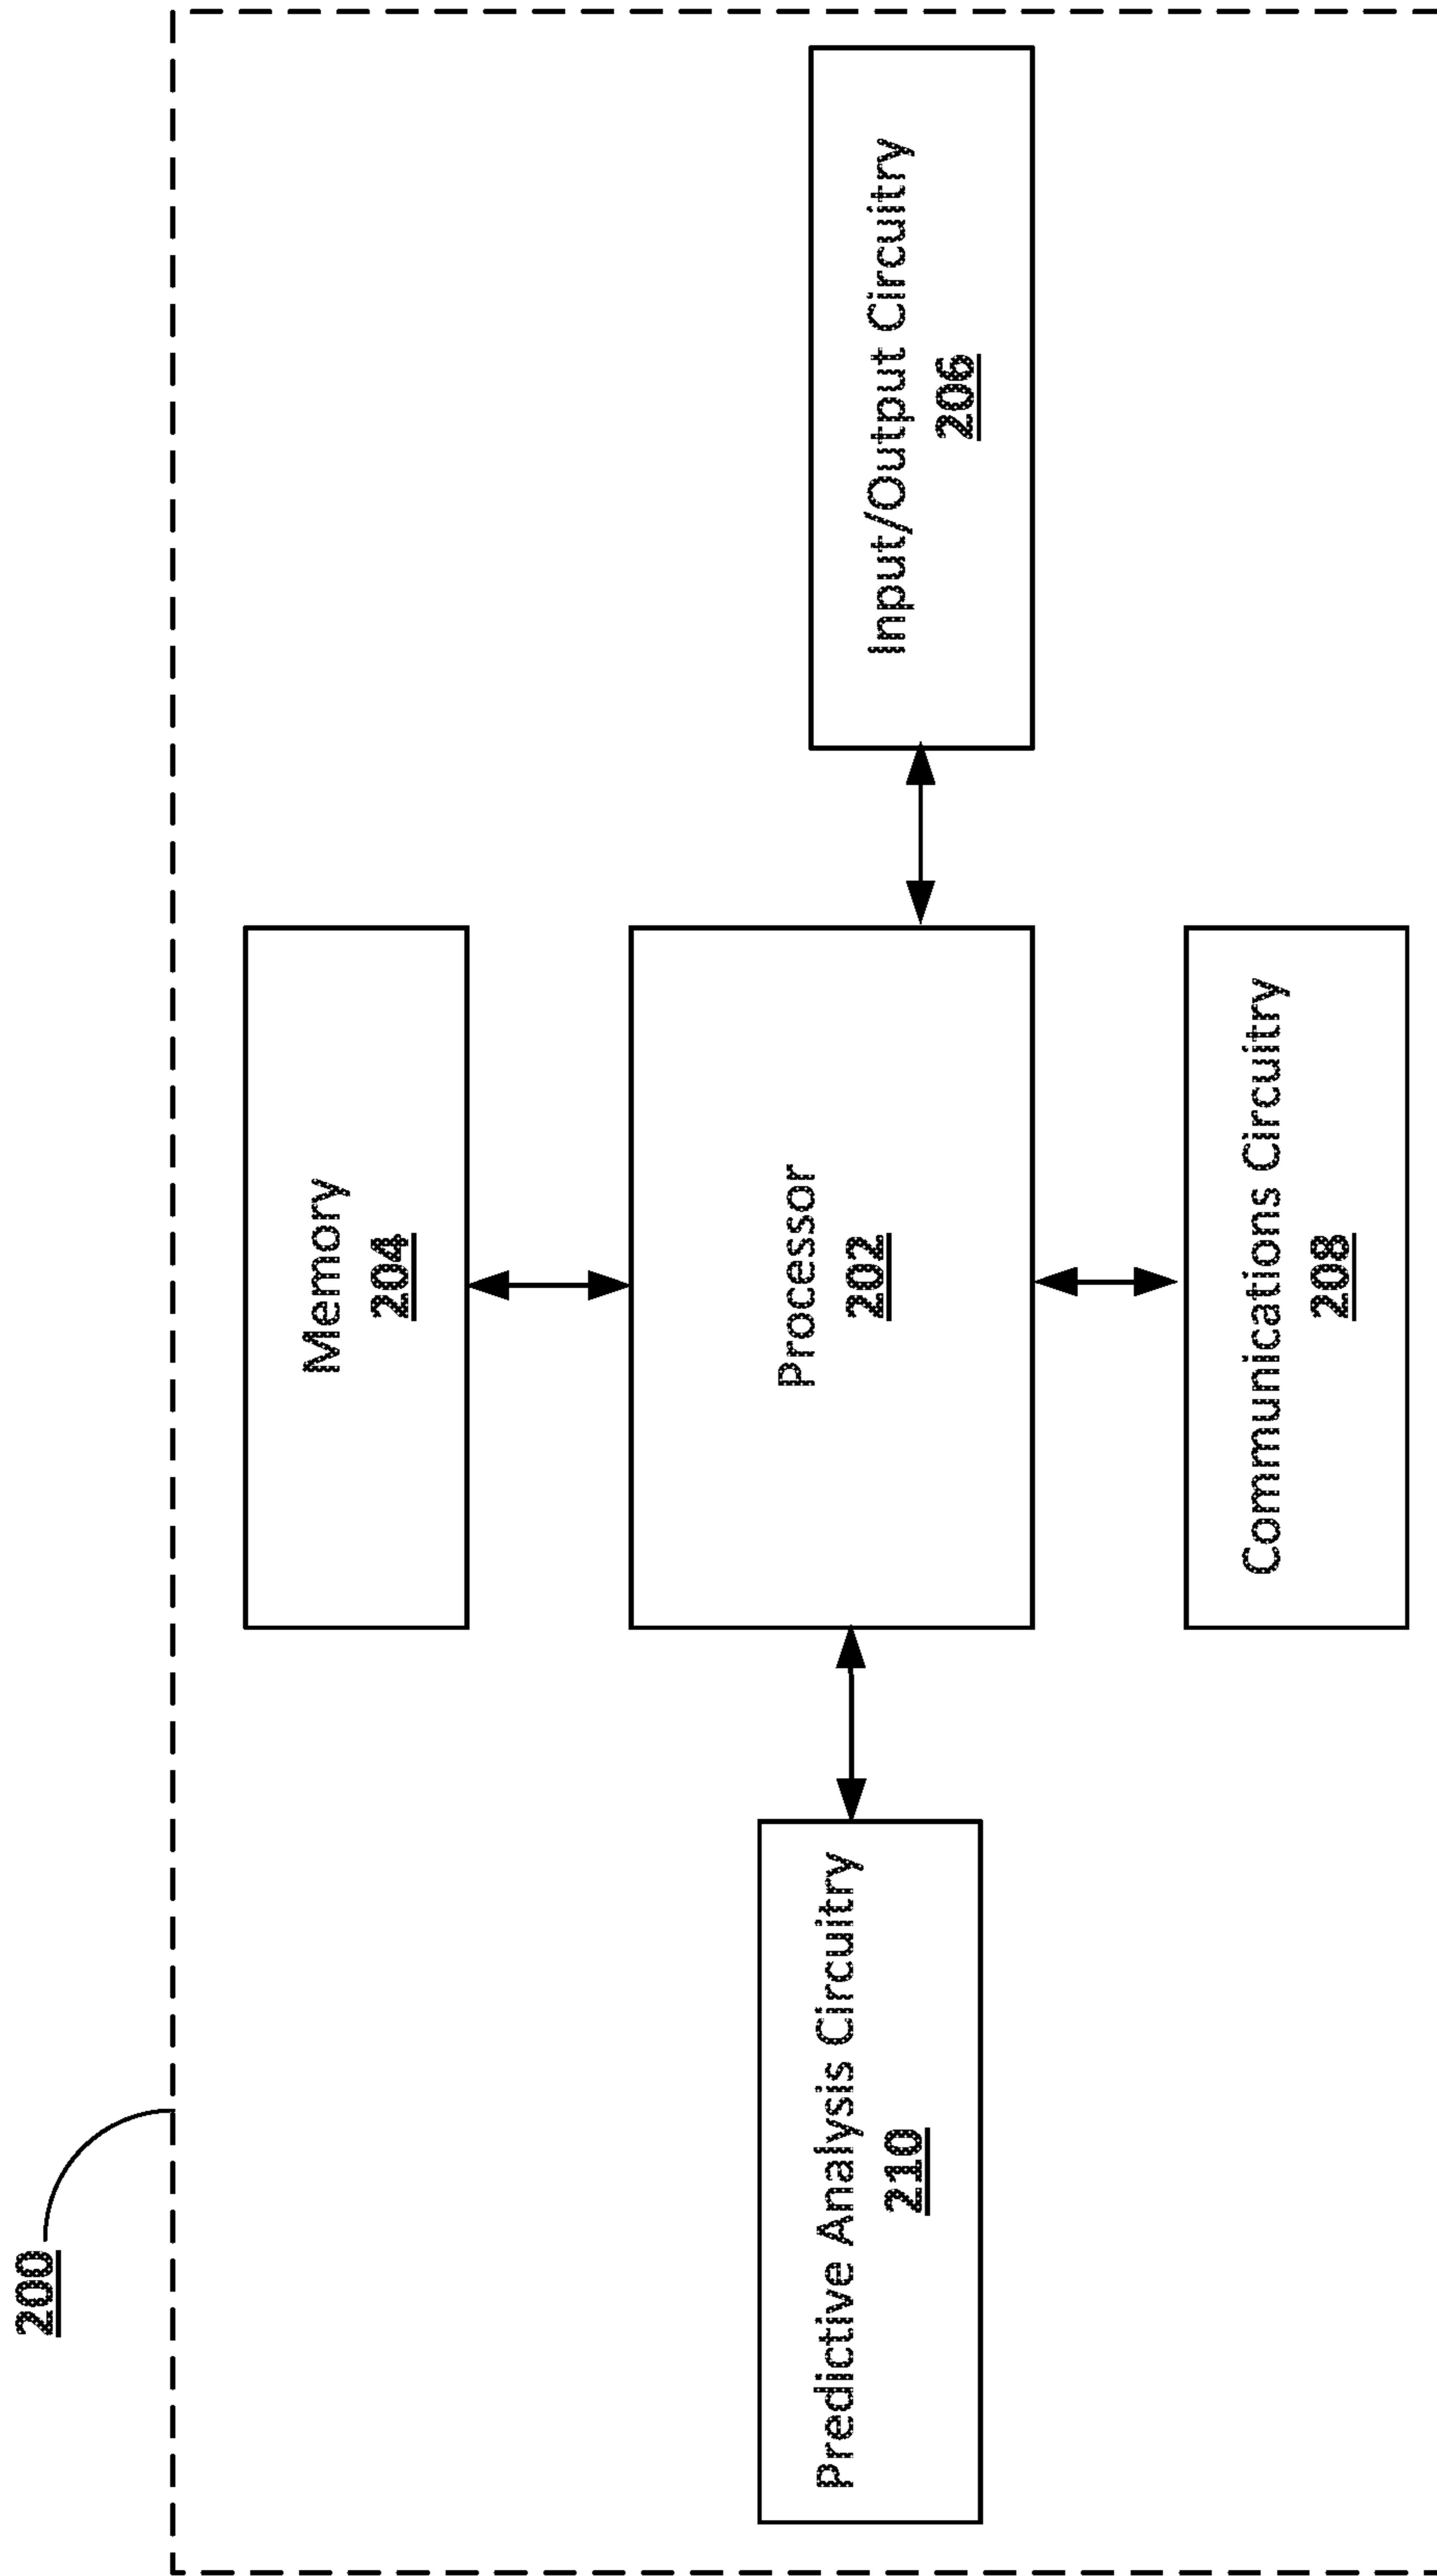 200
Memory
204
Predictive Analysis Circuitry
210
Processor
202
Input/Output Circuitry
206
Communications Circuitry
208